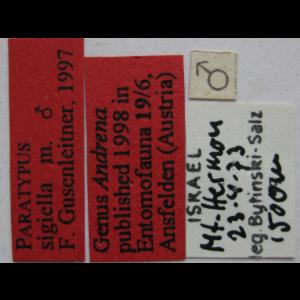 PARATYPUS
sigiella m. ♂
F. Gusenleitner, 1997
Genus Andrena
published 1998 in
Entomofauna 19/6,
Ansfelden (Austria)
♂
ISRAEL
Mt. Hermon
23-4-73
leg. Bytinski-Salz
1500m